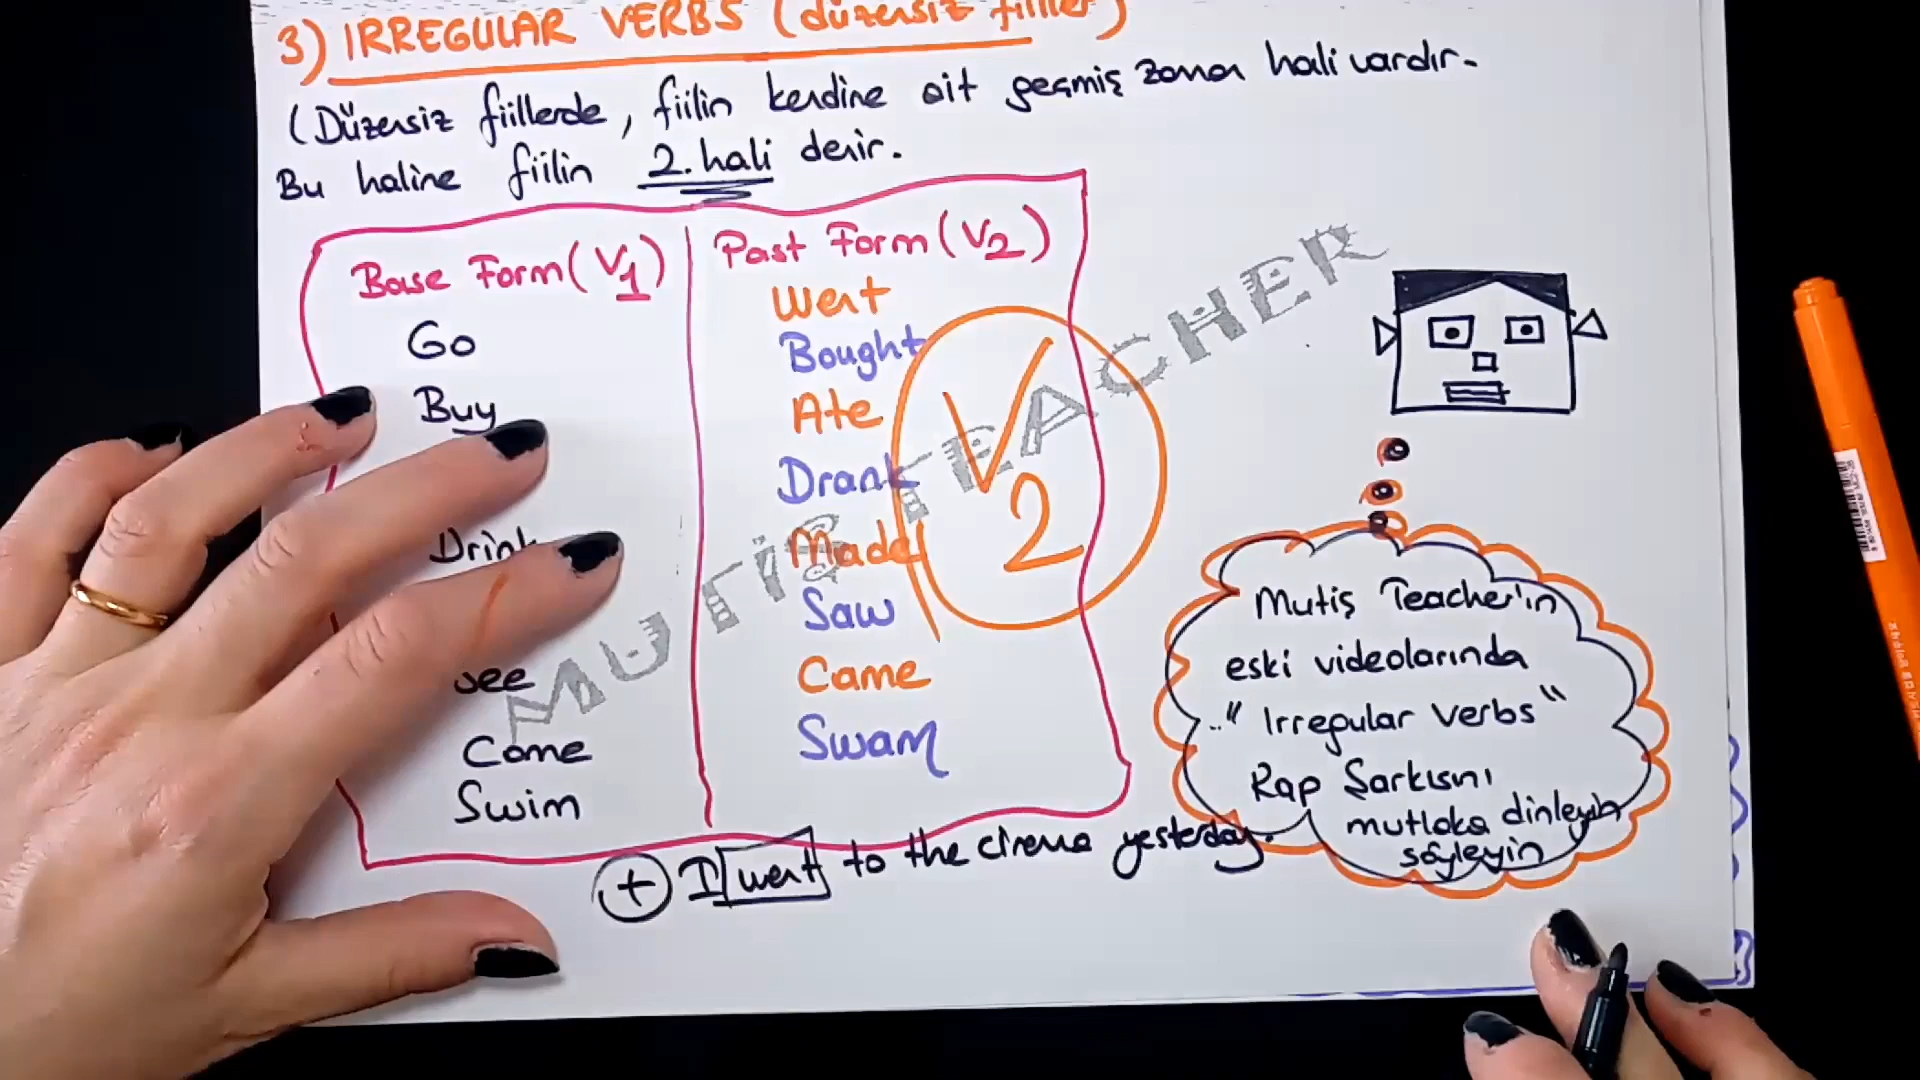 3) IRREGULAR VERBS (düzensiz fiiller)
(Düzensiz fiillerde, fiilin kendine ait geçmiş zaman hali vardır.
Bu haline fiilin 2. hali denir.
Base Form (V1)
Go
Buy
Drink
See
Come
Swim
Past Form (V2)
Went
Bought
Ate
Drank
Made
Saw
Came
Swam
V2
MUTİŞ TEACHER
Mutiş Teacher'ın
eski videolarında
.." Irregular Verbs"
Rap Şarkısını
mutlaka dinleyin
söyleyin
+ I went to the cinema yesterday.